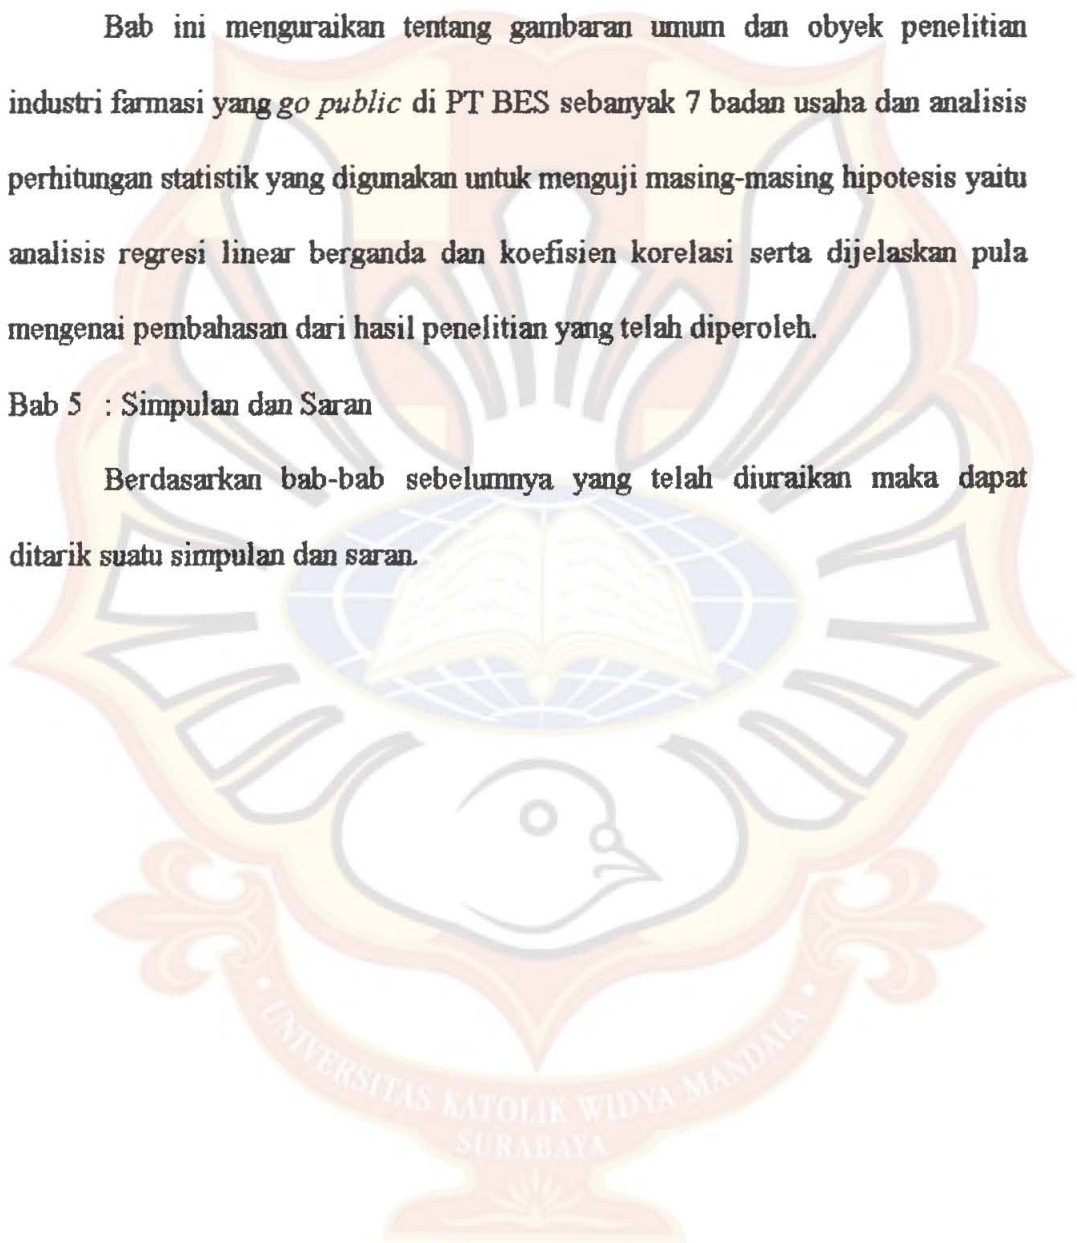 Bab ini menguraikan tentang gambaran umum dan obyek penelitian
industri farmasi yang go public di PT BES sebanyak 7 badan usaha dan analisis
perhitungan statistik yang digunakan untuk menguji masing-masing hipotesis yaitu
analisis regresi linear berganda dan koefisien korelasi serta dijelaskan pula
mengenai pembahasan dari hasil penelitian yang telah diperoleh.
Bab 5 : Simpulan dan Saran
Berdasarkan bab-bab sebelumnya yang telah diuraikan maka dapat
ditarik suatu simpulan dan saran.
UNIVERSITAS KATOLIK WIDYA MANDALA
SURABAYA